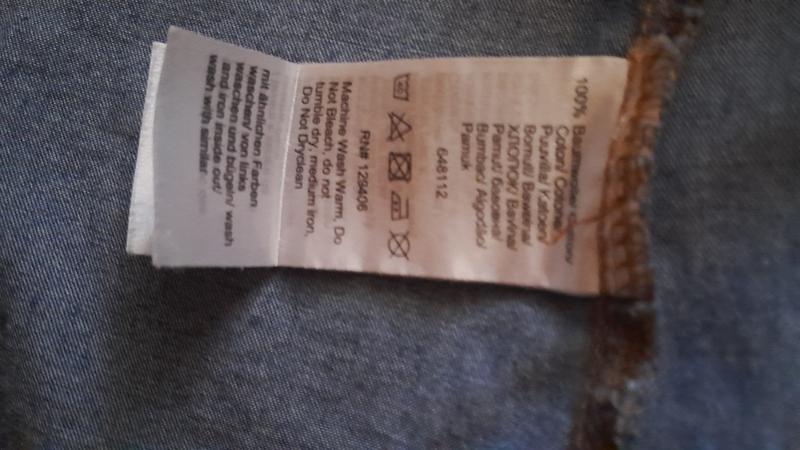 100% Baumwolle/
Coton/ Cotone/
Puuvilla/ Katoen/
Bomull/ Bawełna/
ХЛОПОК/ Bavlna/
Pamut/ бавовна/
Bumbac/ Algodão/
Pamuk
648112
RN# 129406
Machine Wash Warm, Do
Not Bleach, do not
tumble dry, medium iron,
Do Not Dryclean
mit ähnlichen Farben
waschen/ von links
waschen und bügeln/ wash
and iron inside out/
wash with similar